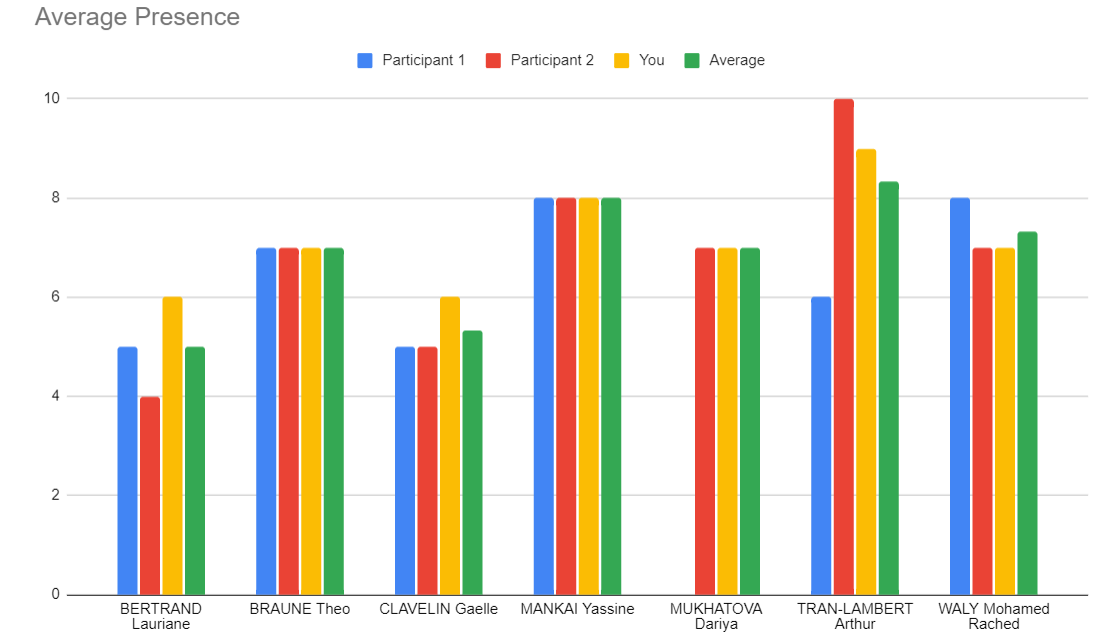 Average Presence
Participant 1 Participant 2 You Average
10
8
6
4
2
0
BERTRAND Lauriane
BRAUNE Theo
CLAVELIN Gaelle
MANKAI Yassine
MUKHATOVA Dariya
TRAN-LAMBERT Arthur
WALY Mohamed Rached